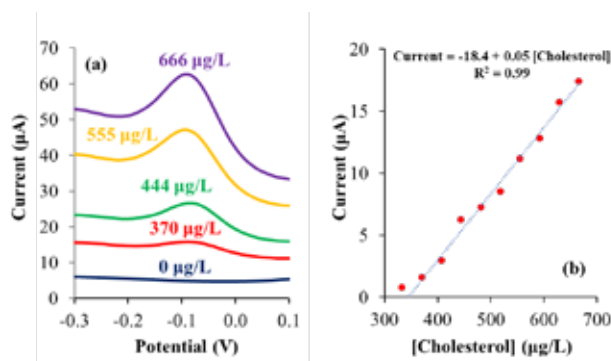 70
60
50
40
30
20
10
0
Current (µA)
(a)
666 µg/L
555 µg/L
444 µg/L
370 µg/L
0 µg/L
-0.3 -0.2 -0.1 0.0 0.1
Potential (V)
20
15
10
5
0
Current (µA)
Current = -18.4 + 0.05 [Cholesterol]
R² = 0.99
(b)
300 400 500 600 700
[Cholesterol] (µg/L)